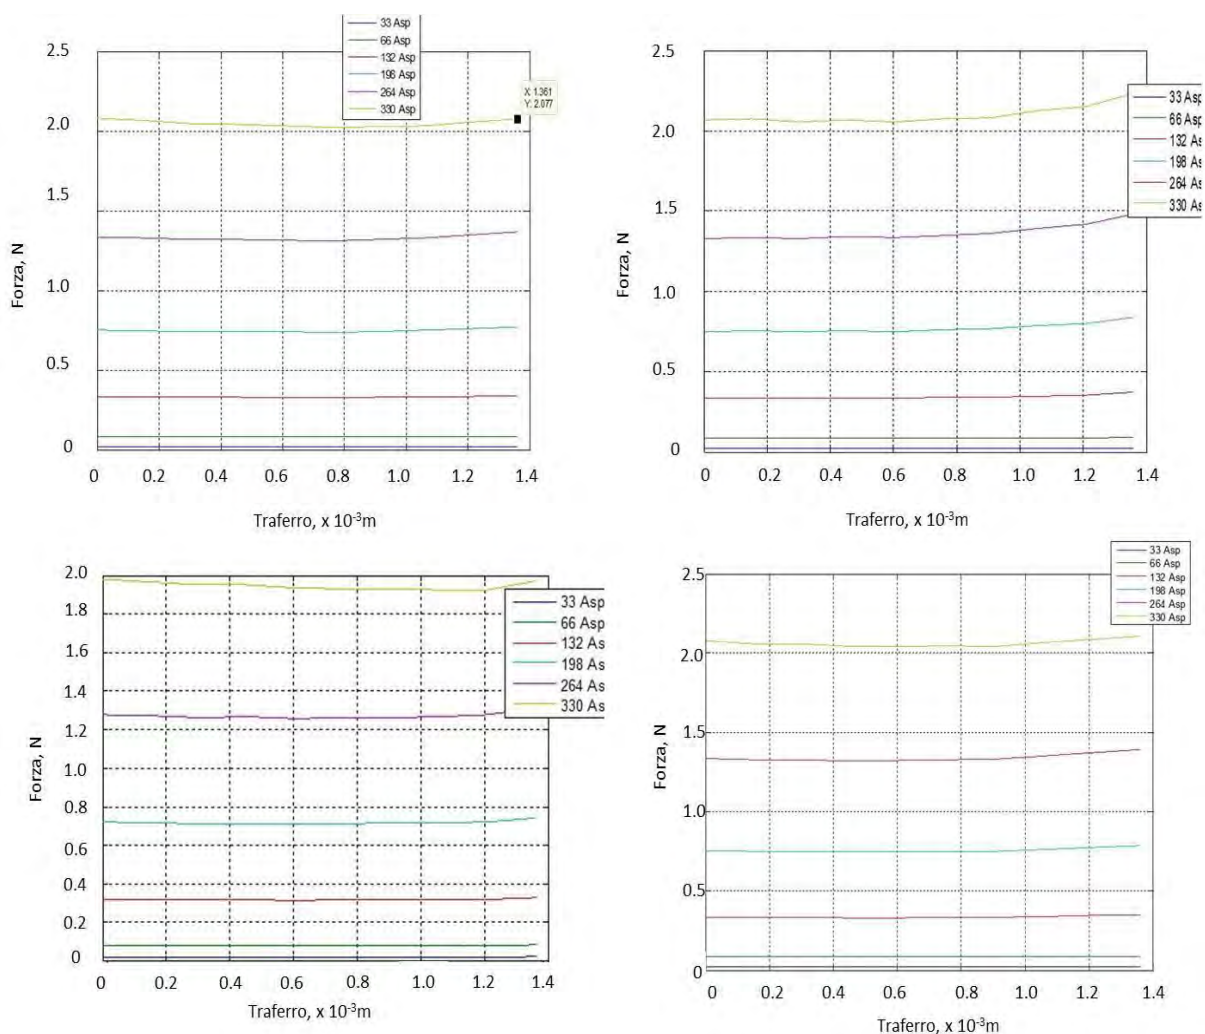 33 Asp
66 Asp
132 Asp
198 Asp
264 Asp
330 Asp
X: 1.361
Y: 2.077
2.5
2.0
1.5
1.0
0.5
0
Forza, N
0 0.2 0.4 0.6 0.8 1.0 1.2 1.4
Traferro, x 10⁻³m
33 Asp
66 Asp
132 As
198 As
264 As
330 As
2.5
2.0
1.5
1.0
0.5
0
Forza, N
0 0.2 0.4 0.6 0.8 1.0 1.2 1.4
Traferro, x 10⁻³m
33 Asp
66 Asp
132 As
198 As
264 As
330 As
2.0
1.8
1.6
1.4
1.2
1.0
0.8
0.6
0.4
0.2
0
Forza, N
0 0.2 0.4 0.6 0.8 1.0 1.2 1.4
Traferro, x 10⁻³m
33 Asp
66 Asp
132 Asp
198 Asp
264 Asp
330 Asp
2.5
2.0
1.5
1.0
0.5
0
Forza, N
0 0.2 0.4 0.6 0.8 1.0 1.2 1.4
Traferro, x 10⁻³m